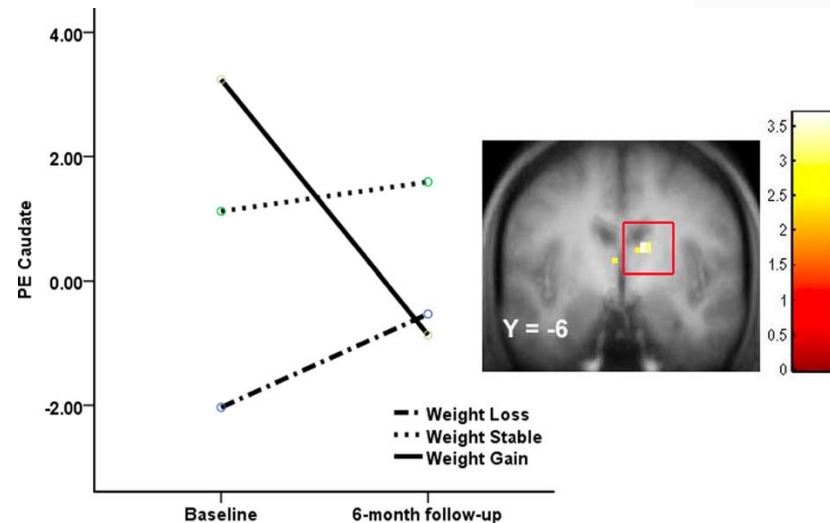 4.00
2.00
0.00
-2.00
PE Caudate
Baseline
6-month follow-up
Weight Loss
Weight Stable
Weight Gain
Y = -6
3.5
3
2.5
2
1.5
1
0.5
0